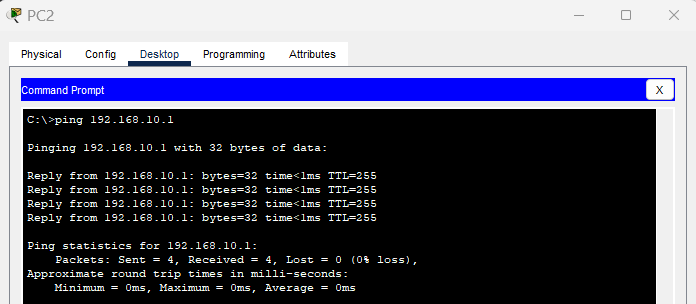 PC2
Physical Config Desktop Programming Attributes
Command Prompt X
C:\>ping 192.168.10.1
Pinging 192.168.10.1 with 32 bytes of data:
Reply from 192.168.10.1: bytes=32 time<1ms TTL=255
Reply from 192.168.10.1: bytes=32 time<1ms TTL=255
Reply from 192.168.10.1: bytes=32 time<1ms TTL=255
Reply from 192.168.10.1: bytes=32 time<1ms TTL=255
Ping statistics for 192.168.10.1:
Packets: Sent = 4, Received = 4, Lost = 0 (0% loss),
Approximate round trip times in milli-seconds:
Minimum = 0ms, Maximum = 0ms, Average = 0ms